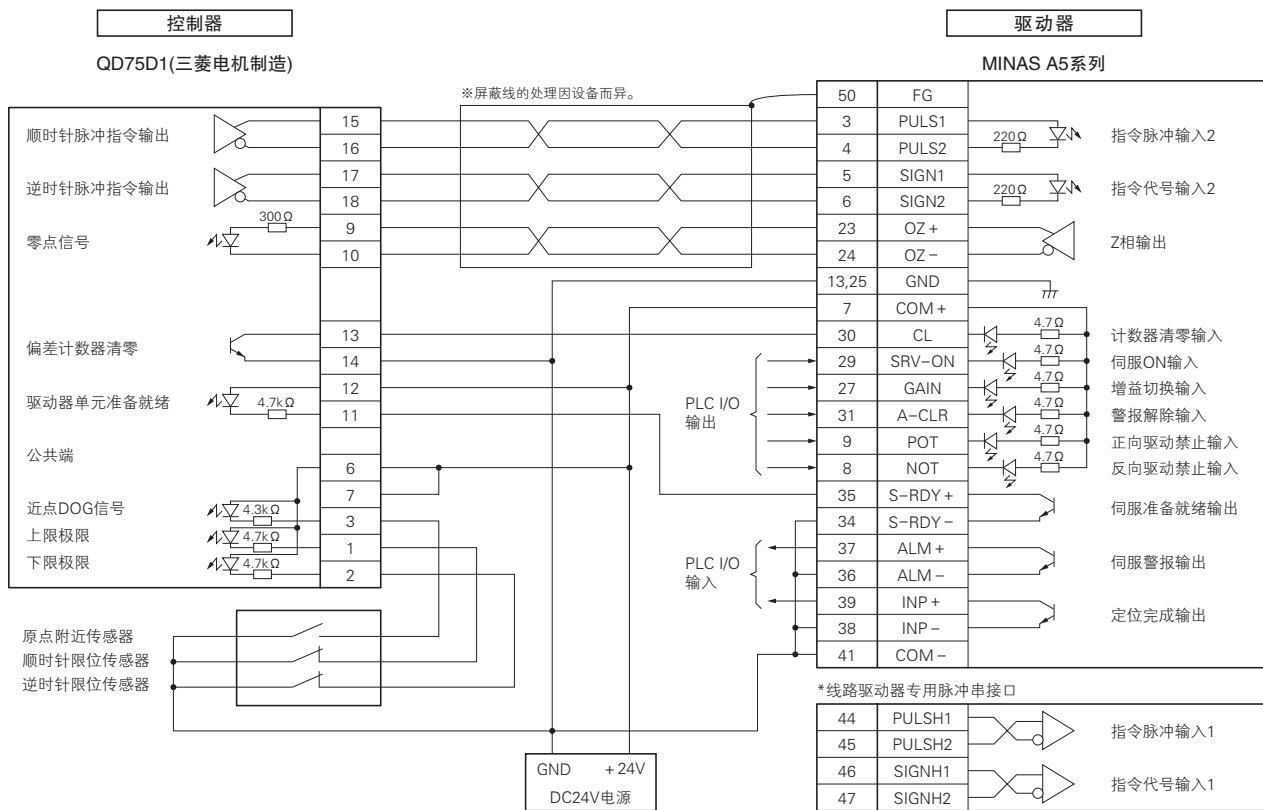 控制器
驱动器
QD75D1(三菱电机制造)
MINAS A5系列
※屏蔽线的处理因设备而异。
50 FG
顺时针脉冲指令输出 15 3 PULS1
16 4 PULS2 220Ω 指令脉冲输入2
逆时针脉冲指令输出 17 5 SIGN1
18 6 SIGN2 220Ω 指令代号输入2
零点信号 300Ω 9 23 OZ+
10 24 OZ− Z相输出
13,25 GND
7 COM+
偏差计数器清零 13 30 CL 4.7Ω 计数器清零输入
14 29 SRV−ON 4.7Ω 伺服ON输入
驱动器单元准备就绪 12 27 GAIN 4.7Ω 增益切换输入
4.7kΩ 11 31 A−CLR 4.7Ω 警报解除输入
PLC I/O
输出
公共端 9 POT 4.7Ω 正向驱动禁止输入
6 8 NOT 4.7Ω 反向驱动禁止输入
7 35 S−RDY+ 伺服准备就绪输出
近点DOG信号 4.3kΩ 3 34 S−RDY−
上限极限 4.7kΩ 1 37 ALM+ 伺服警报输出
下限极限 4.7kΩ 2 36 ALM−
PLC I/O
输入
39 INP+ 定位完成输出
38 INP−
41 COM−
原点附近传感器
顺时针限位传感器
逆时针限位传感器
*线路驱动器专用脉冲串接口
44 PULSH1 指令脉冲输入1
45 PULSH2
46 SIGNH1 指令代号输入1
47 SIGNH2
GND +24V
DC24V电源